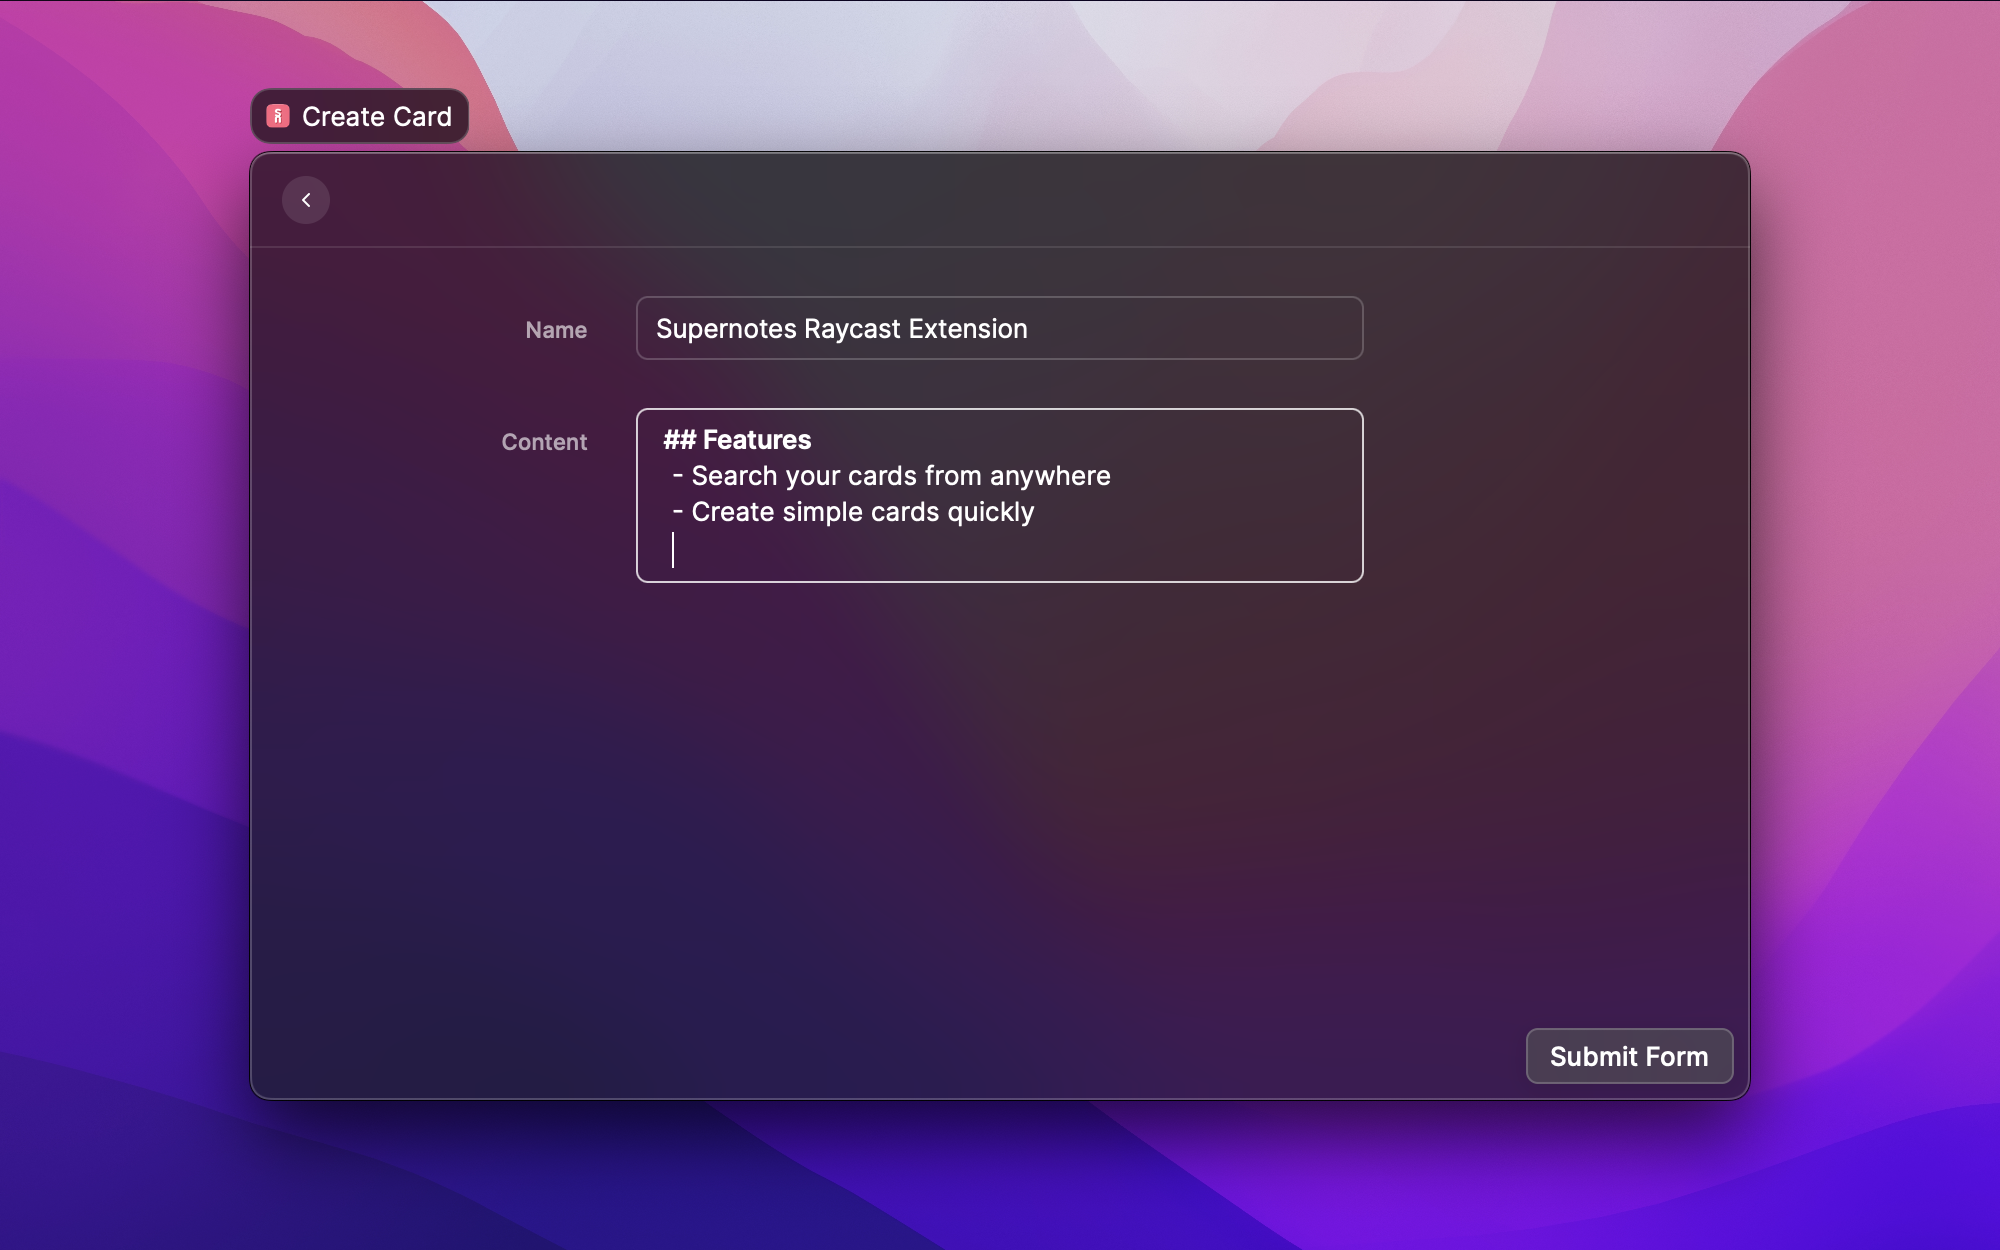 Create Card
Name
Supernotes Raycast Extension
Content
## Features
- Search your cards from anywhere
- Create simple cards quickly
Submit Form